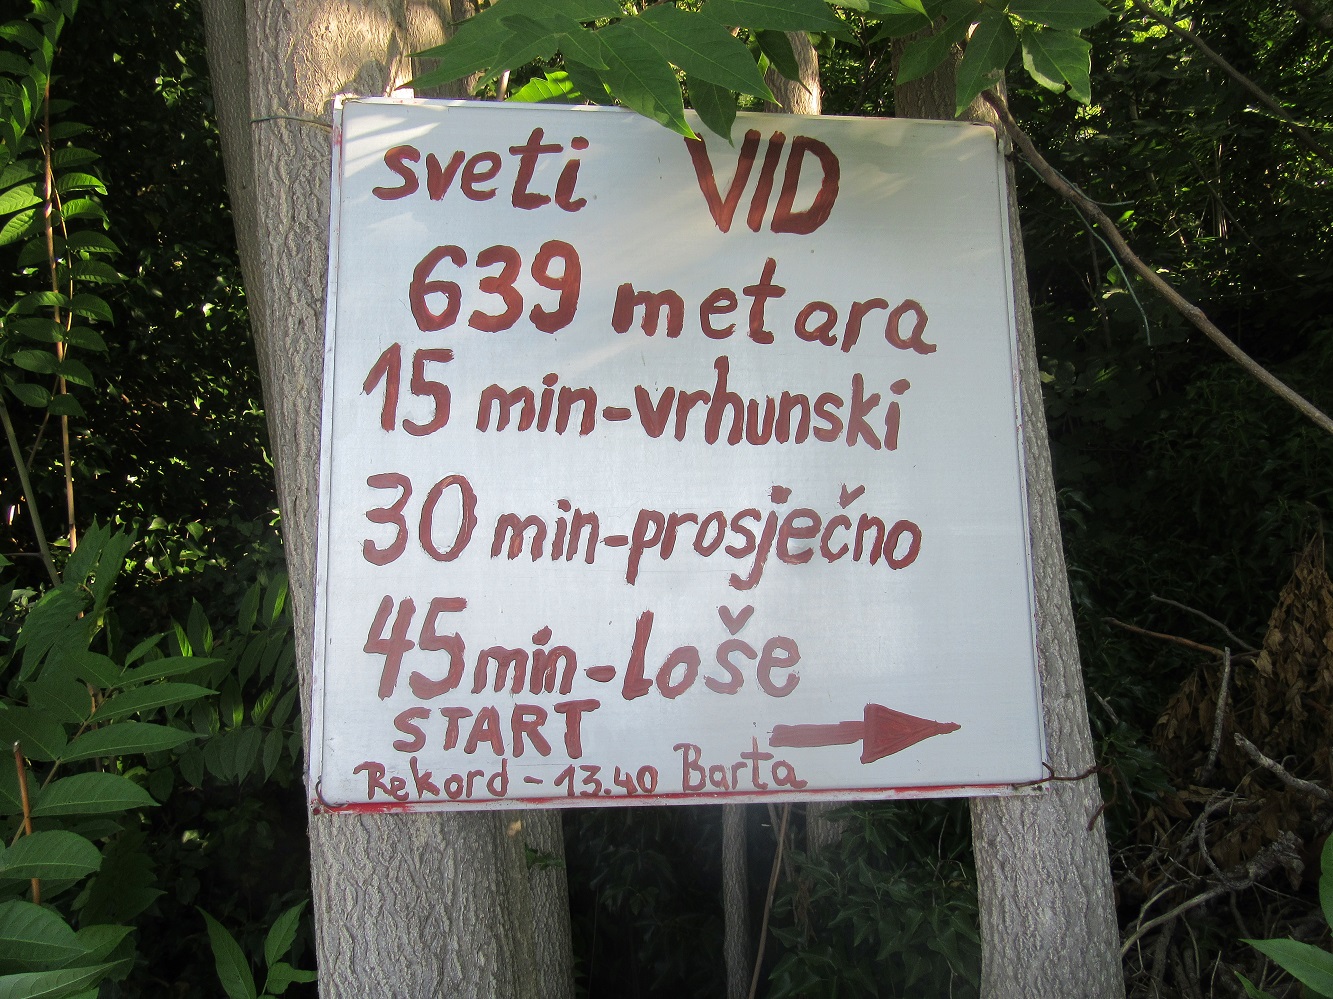 sveti VID
639 metara
15 min-vrhunski
30 min-prosječno
45 min-loše
START
Rekord - 13.40 Barta